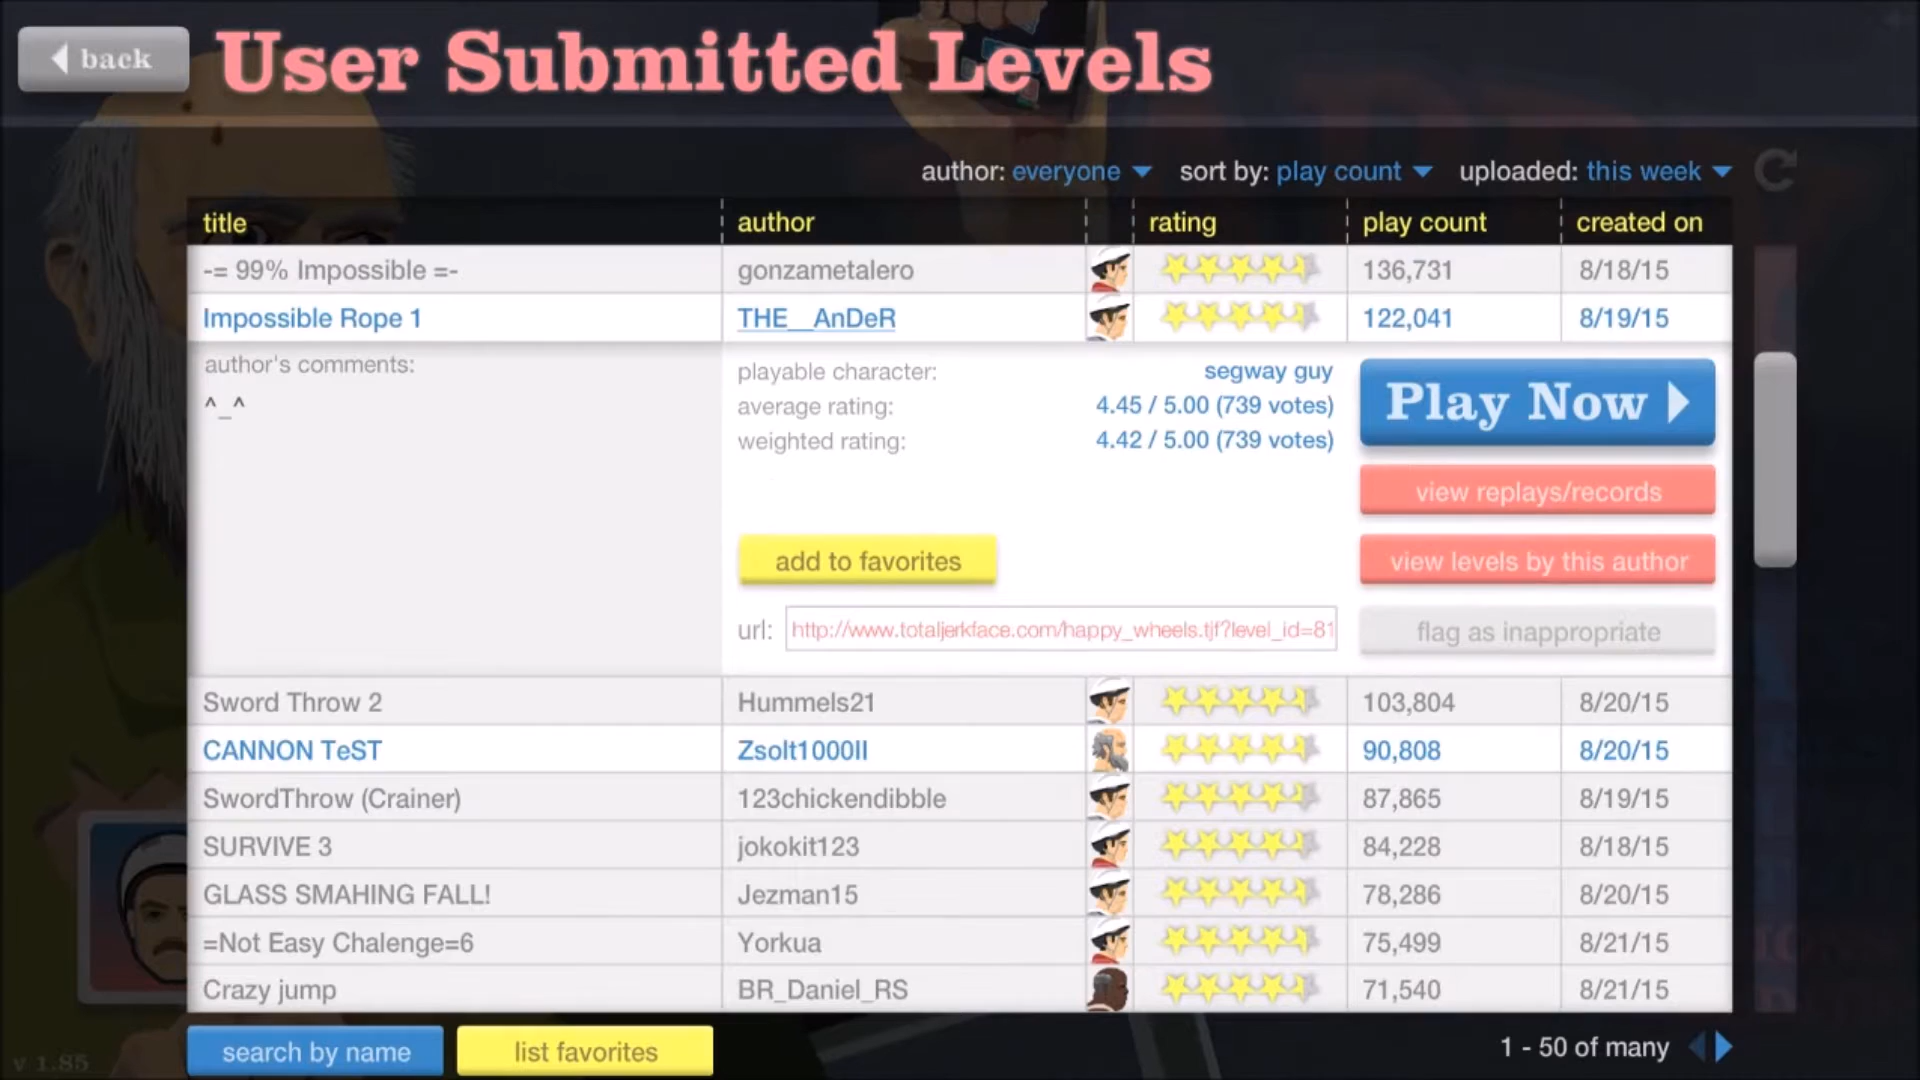 back
User Submitted Levels
author: everyone sort by: play count uploaded: this week
title author rating play count created on
-= 99% Impossible =- gonzametalero 136,731 8/18/15
Impossible Rope 1 THE__AnDeR 122,041 8/19/15
author's comments:
^_^
playable character: segway guy
average rating: 4.45 / 5.00 (739 votes)
weighted rating: 4.42 / 5.00 (739 votes)
Play Now
view replays/records
add to favorites
view levels by this author
url: http://www.totaljerkface.com/happy_wheels.tjf?level_id=81
flag as inappropriate
Sword Throw 2 Hummels21 103,804 8/20/15
CANNON TeST Zsolt1000II 90,808 8/20/15
SwordThrow (Crainer) 123chickendibble 87,865 8/19/15
SURVIVE 3 jokokit123 84,228 8/18/15
GLASS SMAHING FALL! Jezman15 78,286 8/20/15
=Not Easy Chalenge=6 Yorkua 75,499 8/21/15
Crazy jump BR_Daniel_RS 71,540 8/21/15
search by name list favorites 1 - 50 of many
v 1.85